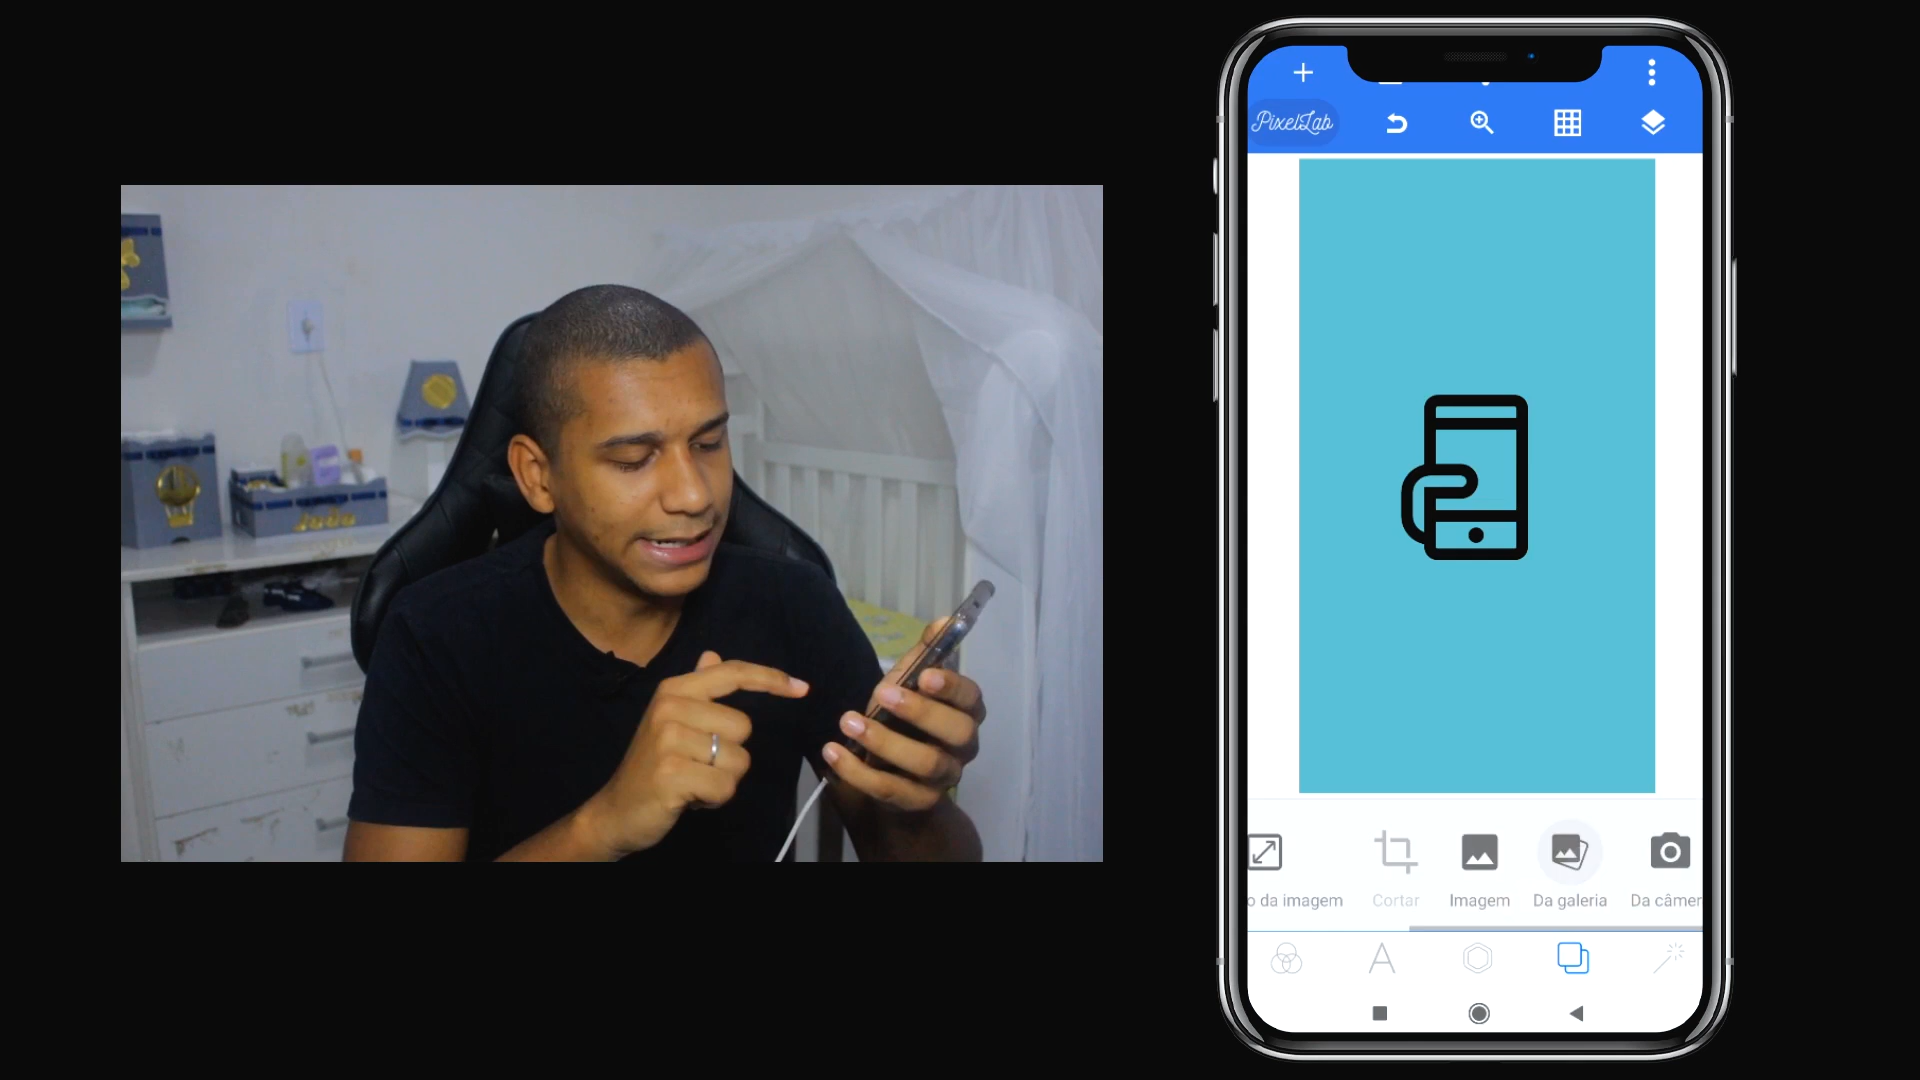 PixelLab
o da imagem
Cortar
Imagem
Da galeria
Da câmer